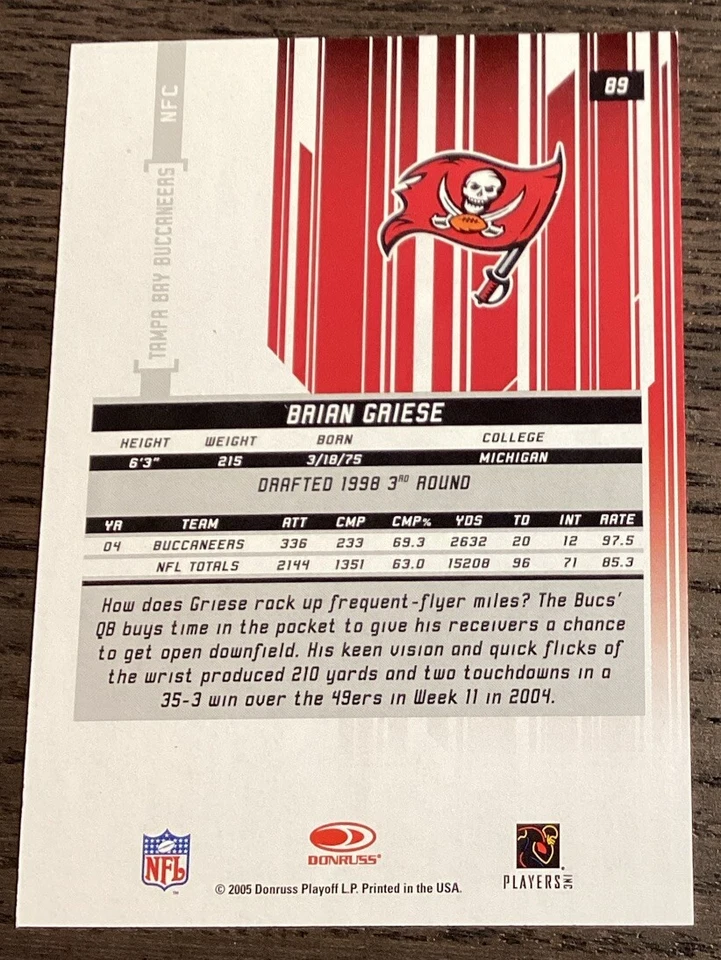 89
NFC
TAMPA BAY BUCCANEERS
BRIAN GRIESE
HEIGHT WEIGHT BORN COLLEGE
6'3" 215 3/18/75 MICHIGAN
DRAFTED 1998 3RD ROUND
YR TEAM ATT CMP CMP% YDS TD INT RATE
04 BUCCANEERS 336 233 69.3 2632 20 12 97.5
NFL TOTALS 2144 1351 63.0 15208 96 71 85.3
How does Griese rack up frequent-flyer miles? The Bucs'
QB buys time in the pocket to give his receivers a chance
to get open downfield. His keen vision and quick flicks of
the wrist produced 210 yards and two touchdowns in a
35-3 win over the 49ers in Week 11 in 2004.
NFL
DONRUSS
PLAYERS INC
© 2005 Donruss Playoff L.P. Printed in the USA.